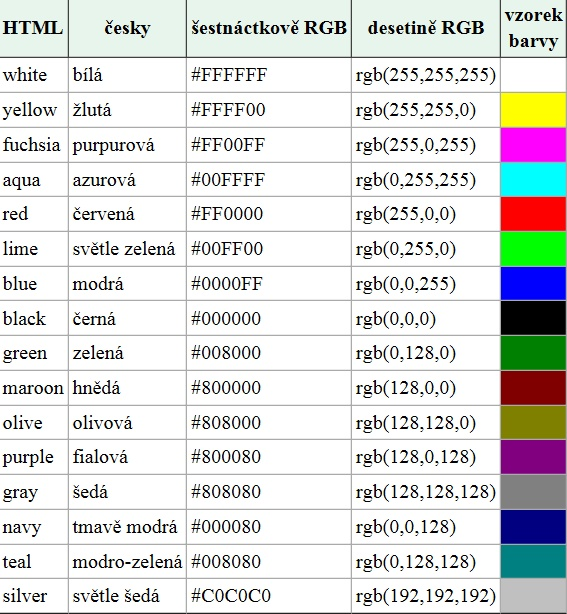 HTML česky šestnáctkově RGB desetině RGB vzorek barvy
white bílá #FFFFFF rgb(255,255,255)
yellow žlutá #FFFF00 rgb(255,255,0)
fuchsia purpurová #FF00FF rgb(255,0,255)
aqua azurová #00FFFF rgb(0,255,255)
red červená #FF0000 rgb(255,0,0)
lime světle zelená #00FF00 rgb(0,255,0)
blue modrá #0000FF rgb(0,0,255)
black černá #000000 rgb(0,0,0)
green zelená #008000 rgb(0,128,0)
maroon hnědá #800000 rgb(128,0,0)
olive olivová #808000 rgb(128,128,0)
purple fialová #800080 rgb(128,0,128)
gray šedá #808080 rgb(128,128,128)
navy tmavě modrá #000080 rgb(0,0,128)
teal modro-zelená #008080 rgb(0,128,128)
silver světle šedá #C0C0C0 rgb(192,192,192)